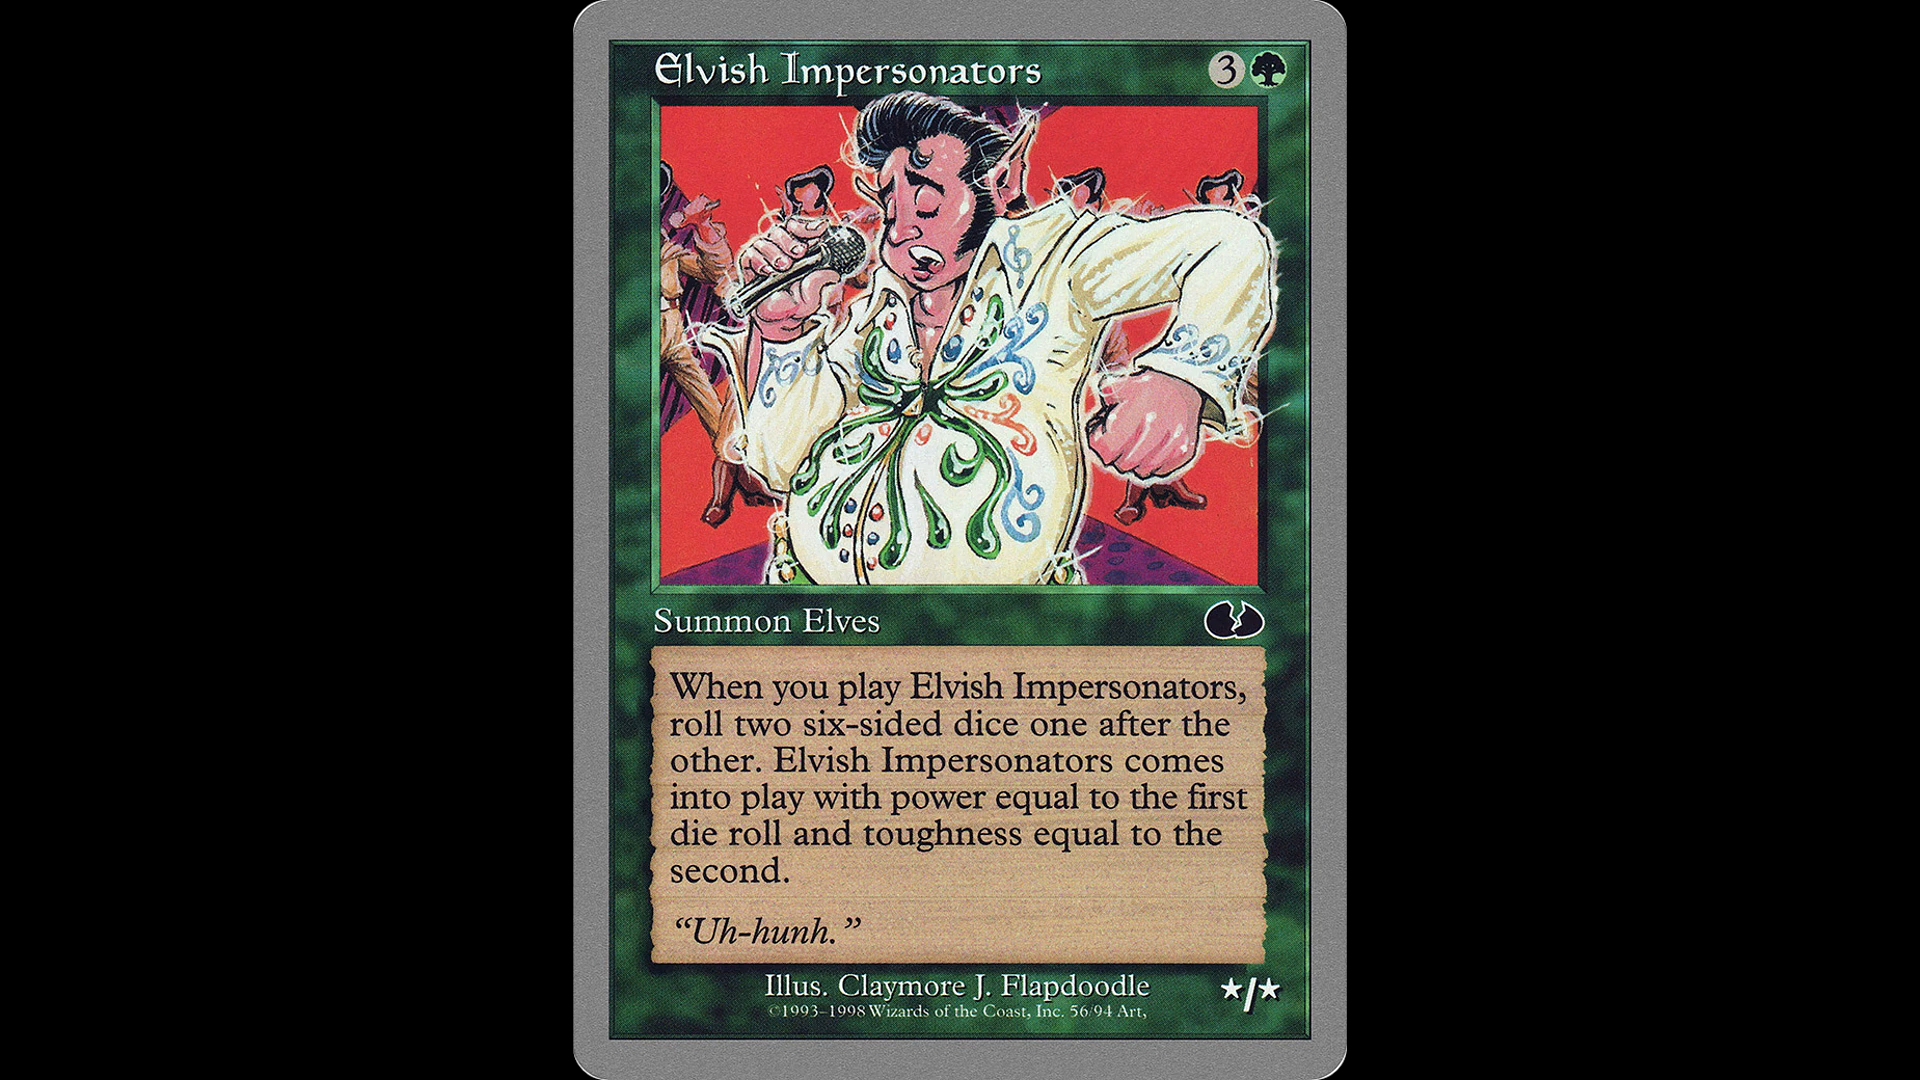 Elvish Impersonators
3
Summon Elves
When you play Elvish Impersonators,
roll two six-sided dice one after the
other. Elvish Impersonators comes
into play with power equal to the first
die roll and toughness equal to the
second.
“Uh-hunh.”
Illus. Claymore J. Flapdoodle
©1993–1998 Wizards of the Coast, Inc. 56/94 Art,
★/★